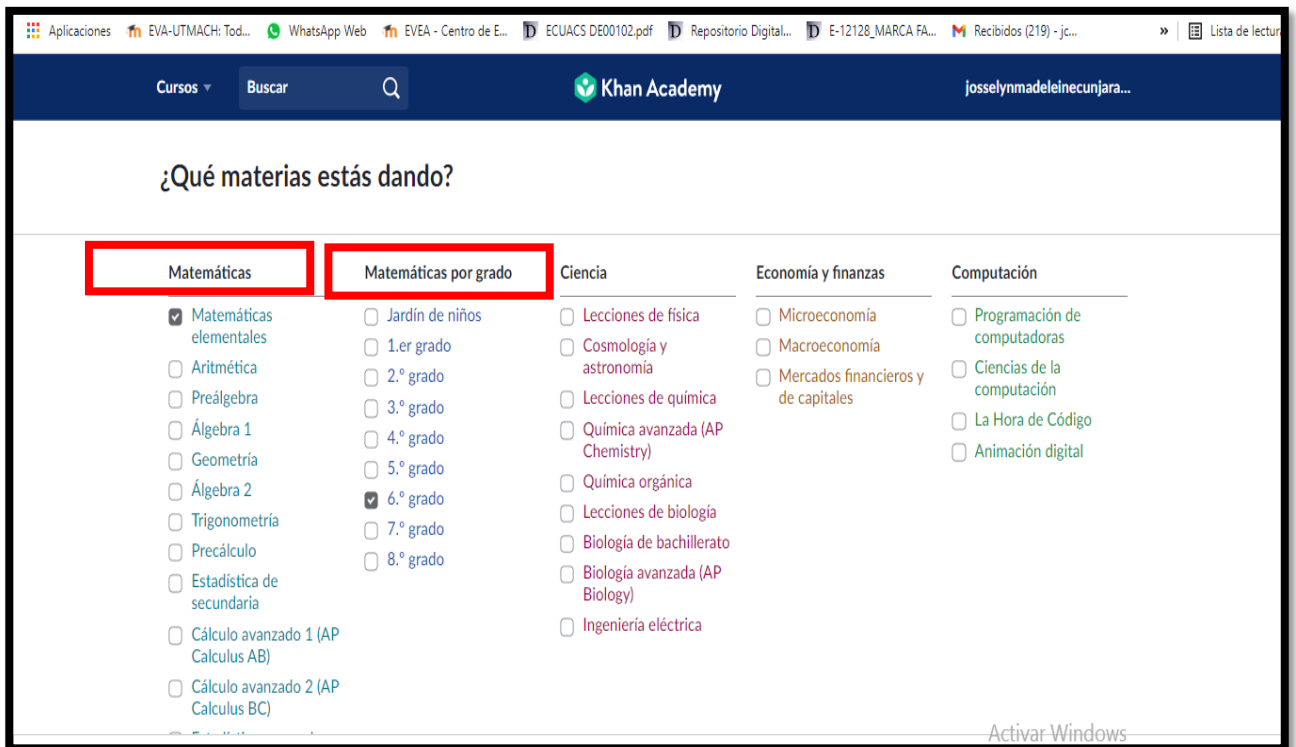 Aplicaciones EVA-UTMACH: Tod... WhatsApp Web EVEA - Centro de E... ECUACS DE00102.pdf Repositorio Digital... E-12128_MARCA FA... Recibidos (219) - jc... » Lista de lectura
Cursos Buscar Khan Academy josselynmadeleinecunjara...
¿Qué materias estás dando?
Matemáticas
Matemáticas
elementales
Aritmética
Preálgebra
Álgebra 1
Geometría
Álgebra 2
Trigonometría
Precálculo
Estadística de
secundaria
Cálculo avanzado 1 (AP
Calculus AB)
Cálculo avanzado 2 (AP
Calculus BC)
Matemáticas por grado
Jardín de niños
1.er grado
2.º grado
3.º grado
4.º grado
5.º grado
6.º grado
7.º grado
8.º grado
Ciencia
Lecciones de física
Cosmología y
astronomía
Lecciones de química
Química avanzada (AP
Chemistry)
Química orgánica
Lecciones de biología
Biología de bachillerato
Biología avanzada (AP
Biology)
Ingeniería eléctrica
Economía y finanzas
Microeconomía
Macroeconomía
Mercados financieros y
de capitales
Computación
Programación de
computadoras
Ciencias de la
computación
La Hora de Código
Animación digital
Activar Windows